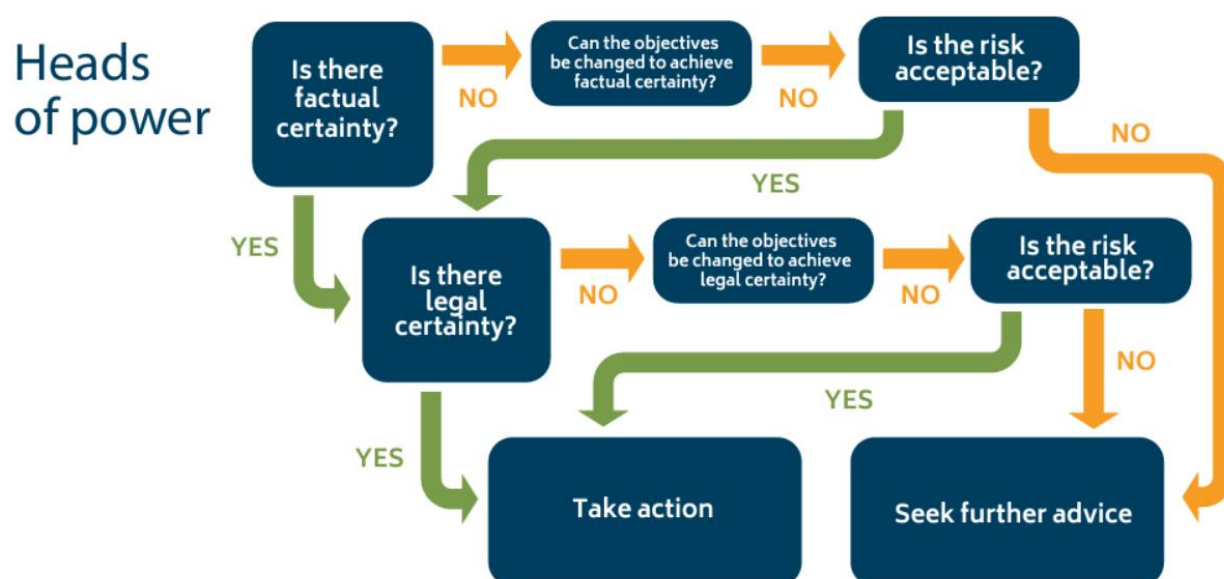 Heads
of power
Is there
factual
certainty?
NO
Can the objectives
be changed to achieve
factual certainty?
NO
Is the risk
acceptable?
NO
YES
YES
Is there
legal
certainty?
NO
Can the objectives
be changed to achieve
legal certainty?
NO
Is the risk
acceptable?
NO
YES
YES
Take action
Seek further advice